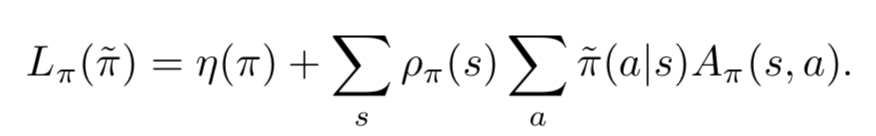 L_π(π̃) = η(π) + ∑_s ρ_π(s) ∑_a π̃(a|s)A_π(s, a).